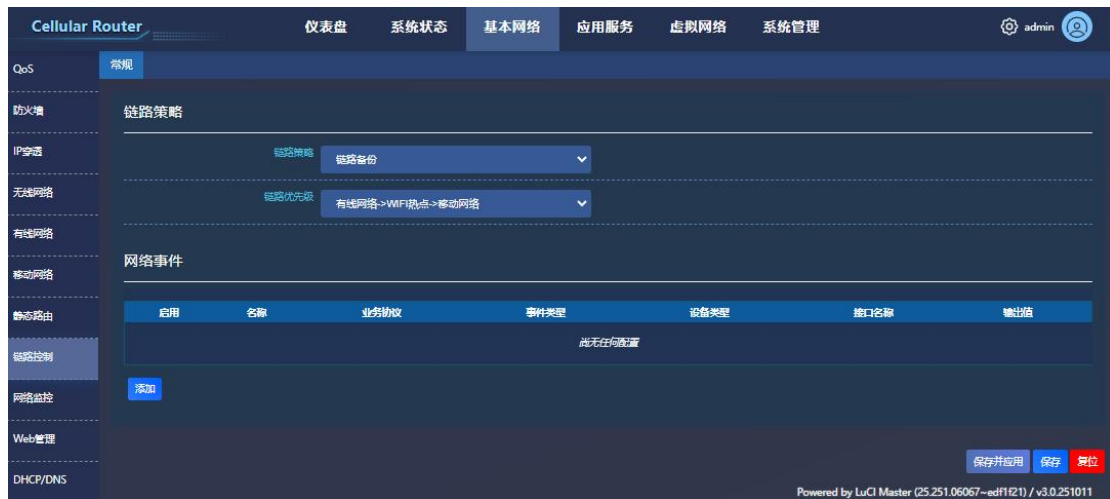 Cellular Router 仪表盘 系统状态 基本网络 应用服务 虚拟网络 系统管理 admin
QoS
防火墙
IP穿透
无线网络
有线网络
移动网络
静态路由
链路控制
网络监控
Web管理
DHCP/DNS
常规
链路策略
链路策略 链路备份
链路优先级 有线网络->WIFI热点->移动网络
网络事件
启用 名称 业务协议 事件类型 设备类型 接口名称 输出值
尚无任何配置
添加
保存并应用 保存 复位
Powered by LuCI Master (25.251.06067~edf1f21) / v3.0.251011